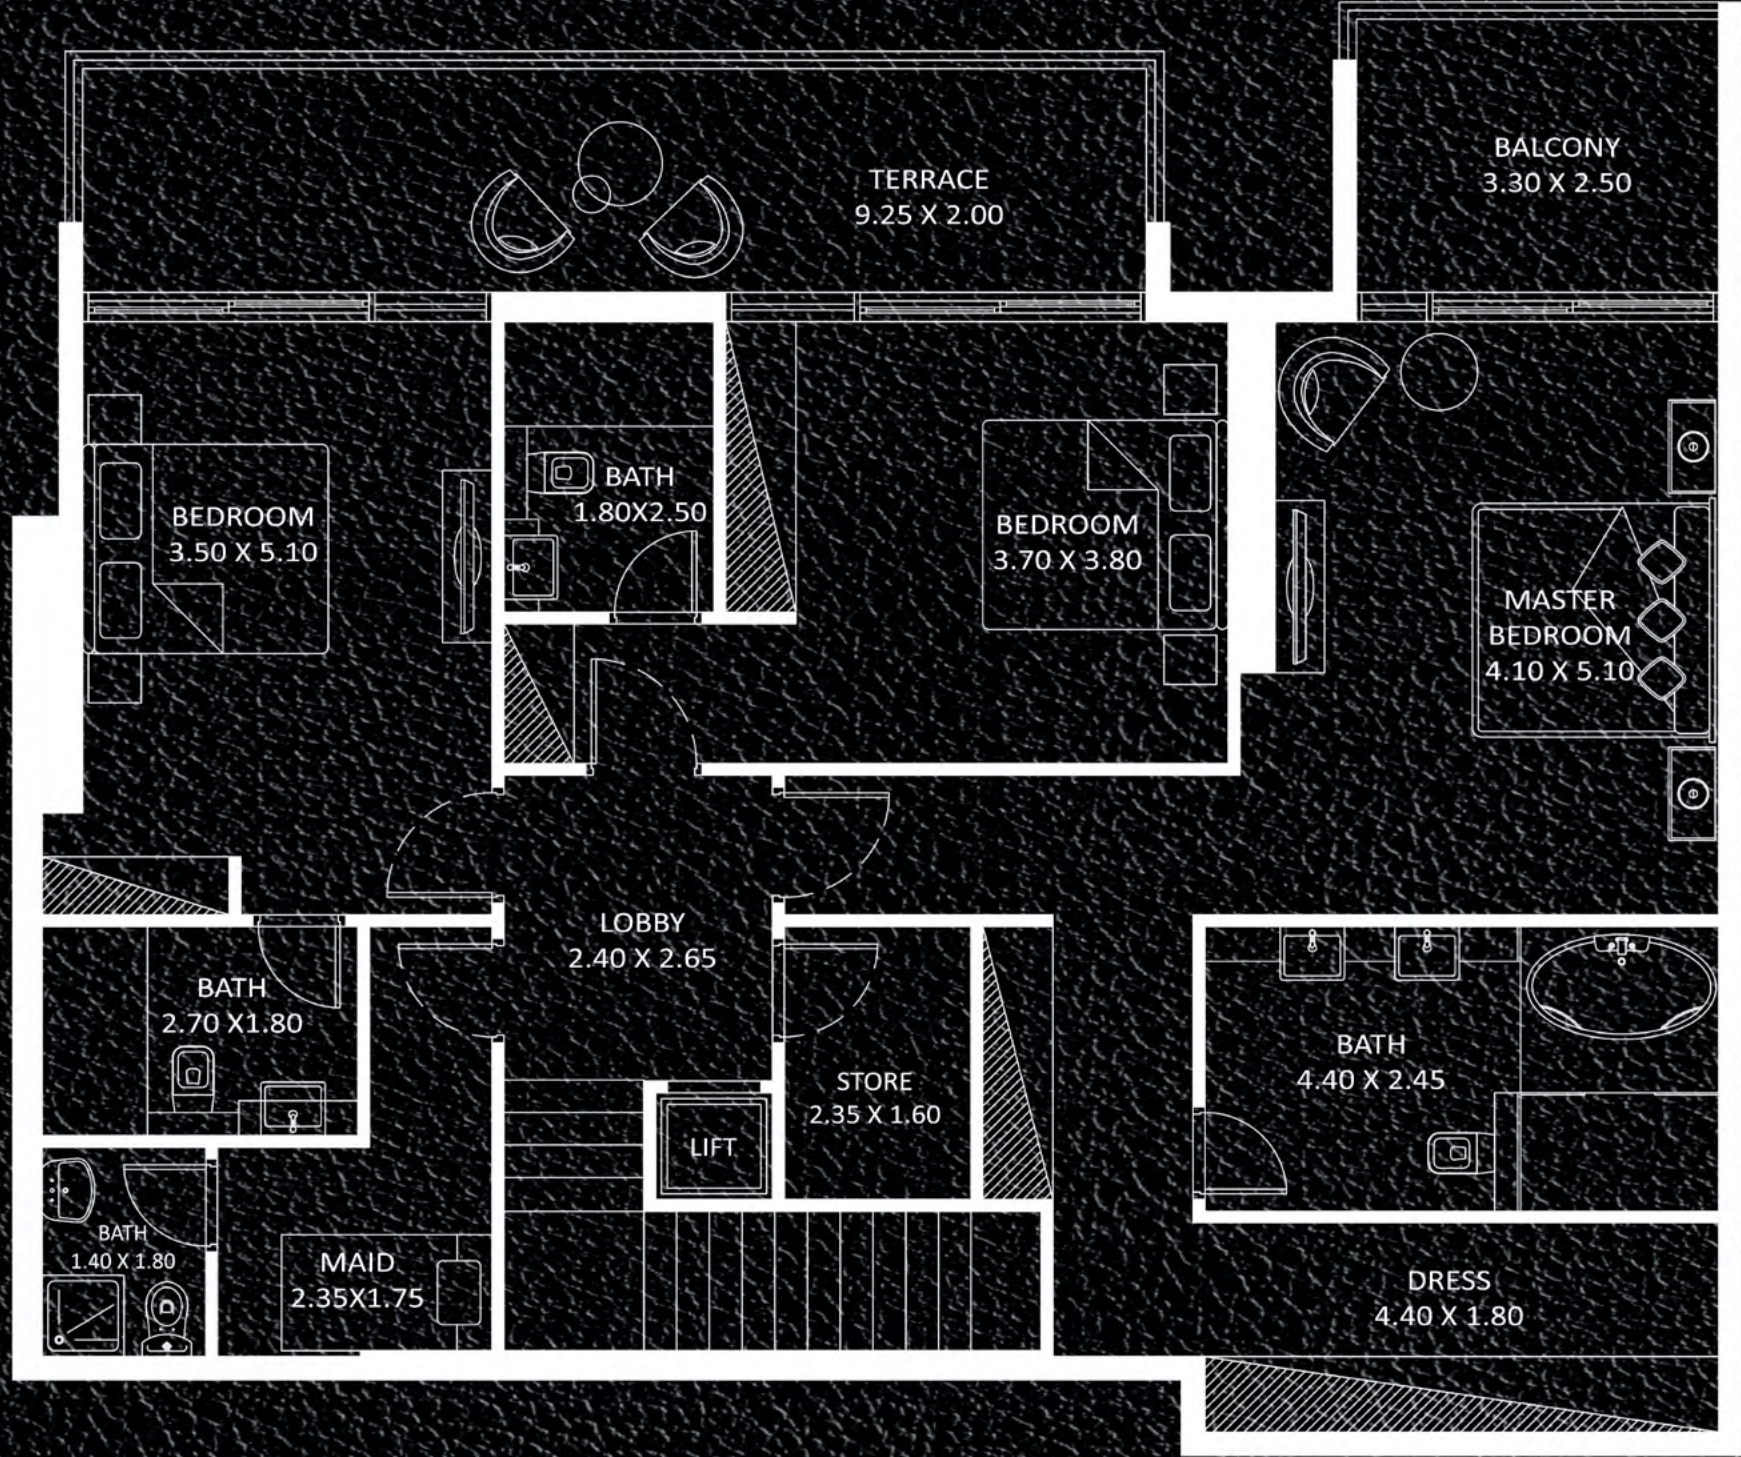 BALCONY
3.30 X 2.50
TERRACE
9.25 X 2.00
BATH
1.80X2.50
BEDROOM
3.50 X 5.10
BEDROOM
3.70 X 3.80
MASTER
BEDROOM
4.10 X 5.10
LOBBY
2.40 X 2.65
BATH
2.70 X1.80
BATH
4.40 X 2.45
STORE
2.35 X 1.60
LIFT
BATH
1.40 X 1.80
MAID
2.35X1.75
DRESS
4.40 X 1.80